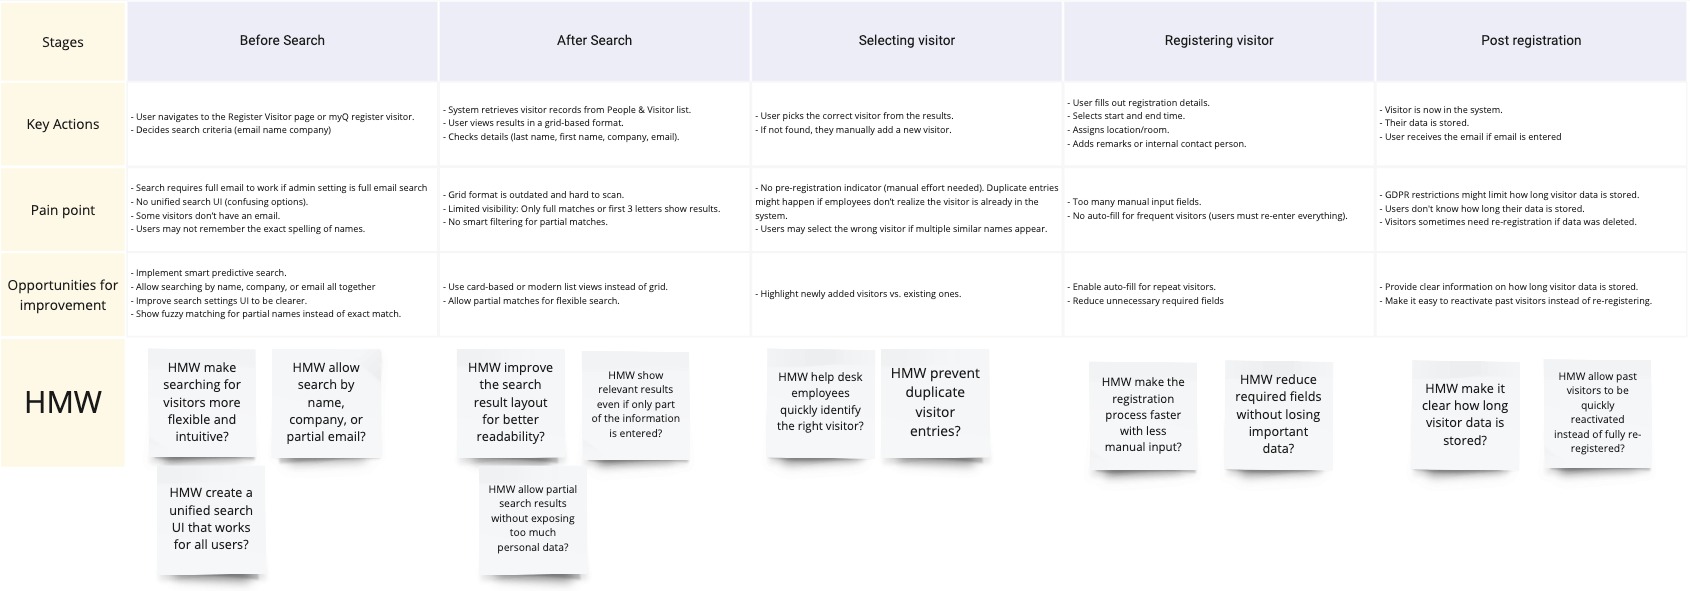 Stages
Before Search
After Search
Selecting visitor
Registering visitor
Post registration
Key Actions
- User navigates to the Register Visitor page or myQ register visitor.
- Decides search criteria (email name company)
- System retrieves visitor records from People & Visitor list.
- User views results in a grid-based format.
- Checks details (last name, first name, company, email).
- User picks the correct visitor from the results.
- If not found, they manually add a new visitor.
- User fills out registration details.
- Selects start and end time.
- Assigns location/room.
- Adds remarks or internal contact person.
- Visitor is now in the system.
- Their data is stored.
- User receives the email if email is entered
Pain point
- Search requires full email to work if admin setting is full email search
- No unified search UI (confusing options).
- Some visitors don't have an email.
- Users may not remember the exact spelling of names.
- Grid format is outdated and hard to scan.
- Limited visibility: Only full matches or first 3 letters show results.
- No smart filtering for partial matches.
- No pre-registration indicator (manual effort needed). Duplicate entries
might happen if employees don't realize the visitor is already in the
system.
- Users may select the wrong visitor if multiple similar names appear.
- Too many manual input fields.
- No auto-fill for frequent visitors (users must re-enter everything).
- GDPR restrictions might limit how long visitor data is stored.
- Users don't know how long their data is stored.
- Visitors sometimes need re-registration if data was deleted.
Opportunities for
improvement
- Implement smart predictive search.
- Allow searching by name, company, or email all together
- Improve search settings UI to be clearer.
- Show fuzzy matching for partial names instead of exact match.
- Use card-based or modern list views instead of grid.
- Allow partial matches for flexible search.
- Highlight newly added visitors vs. existing ones.
- Enable auto-fill for repeat visitors.
- Reduce unnecessary required fields
- Provide clear information on how long visitor data is stored.
- Make it easy to reactivate past visitors instead of re-registering.
HMW
HMW make
searching for
visitors more
flexible and
intuitive?
HMW allow
search by
name,
company, or
partial email?
HMW create a
unified search
UI that works
for all users?
HMW improve
the search
result layout
for better
readability?
HMW show
relevant results
even if only part
of the information
is entered?
HMW allow partial
search results
without exposing
too much
personal data?
HMW help desk
employees
quickly identify
the right visitor?
HMW prevent
duplicate
visitor
entries?
HMW make the
registration
process faster
with less
manual input?
HMW reduce
required fields
without losing
important
data?
HMW make it
clear how long
visitor data is
stored?
HMW allow past
visitors to be
quickly
reactivated
instead of fully re-
registered?